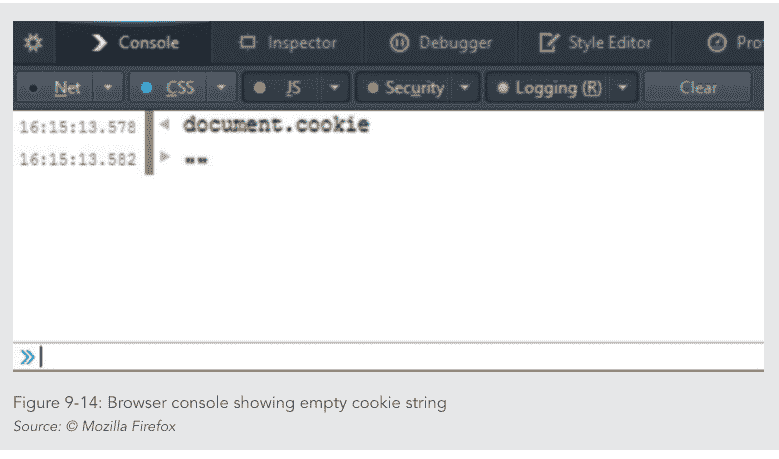 Console Inspector Debugger Style Editor Pro
Net CSS JS Security Logging (R) Clear
16:15:13.578 document.cookie
16:15:13.582 ""
Figure 9-14: Browser console showing empty cookie string
Source: © Mozilla Firefox